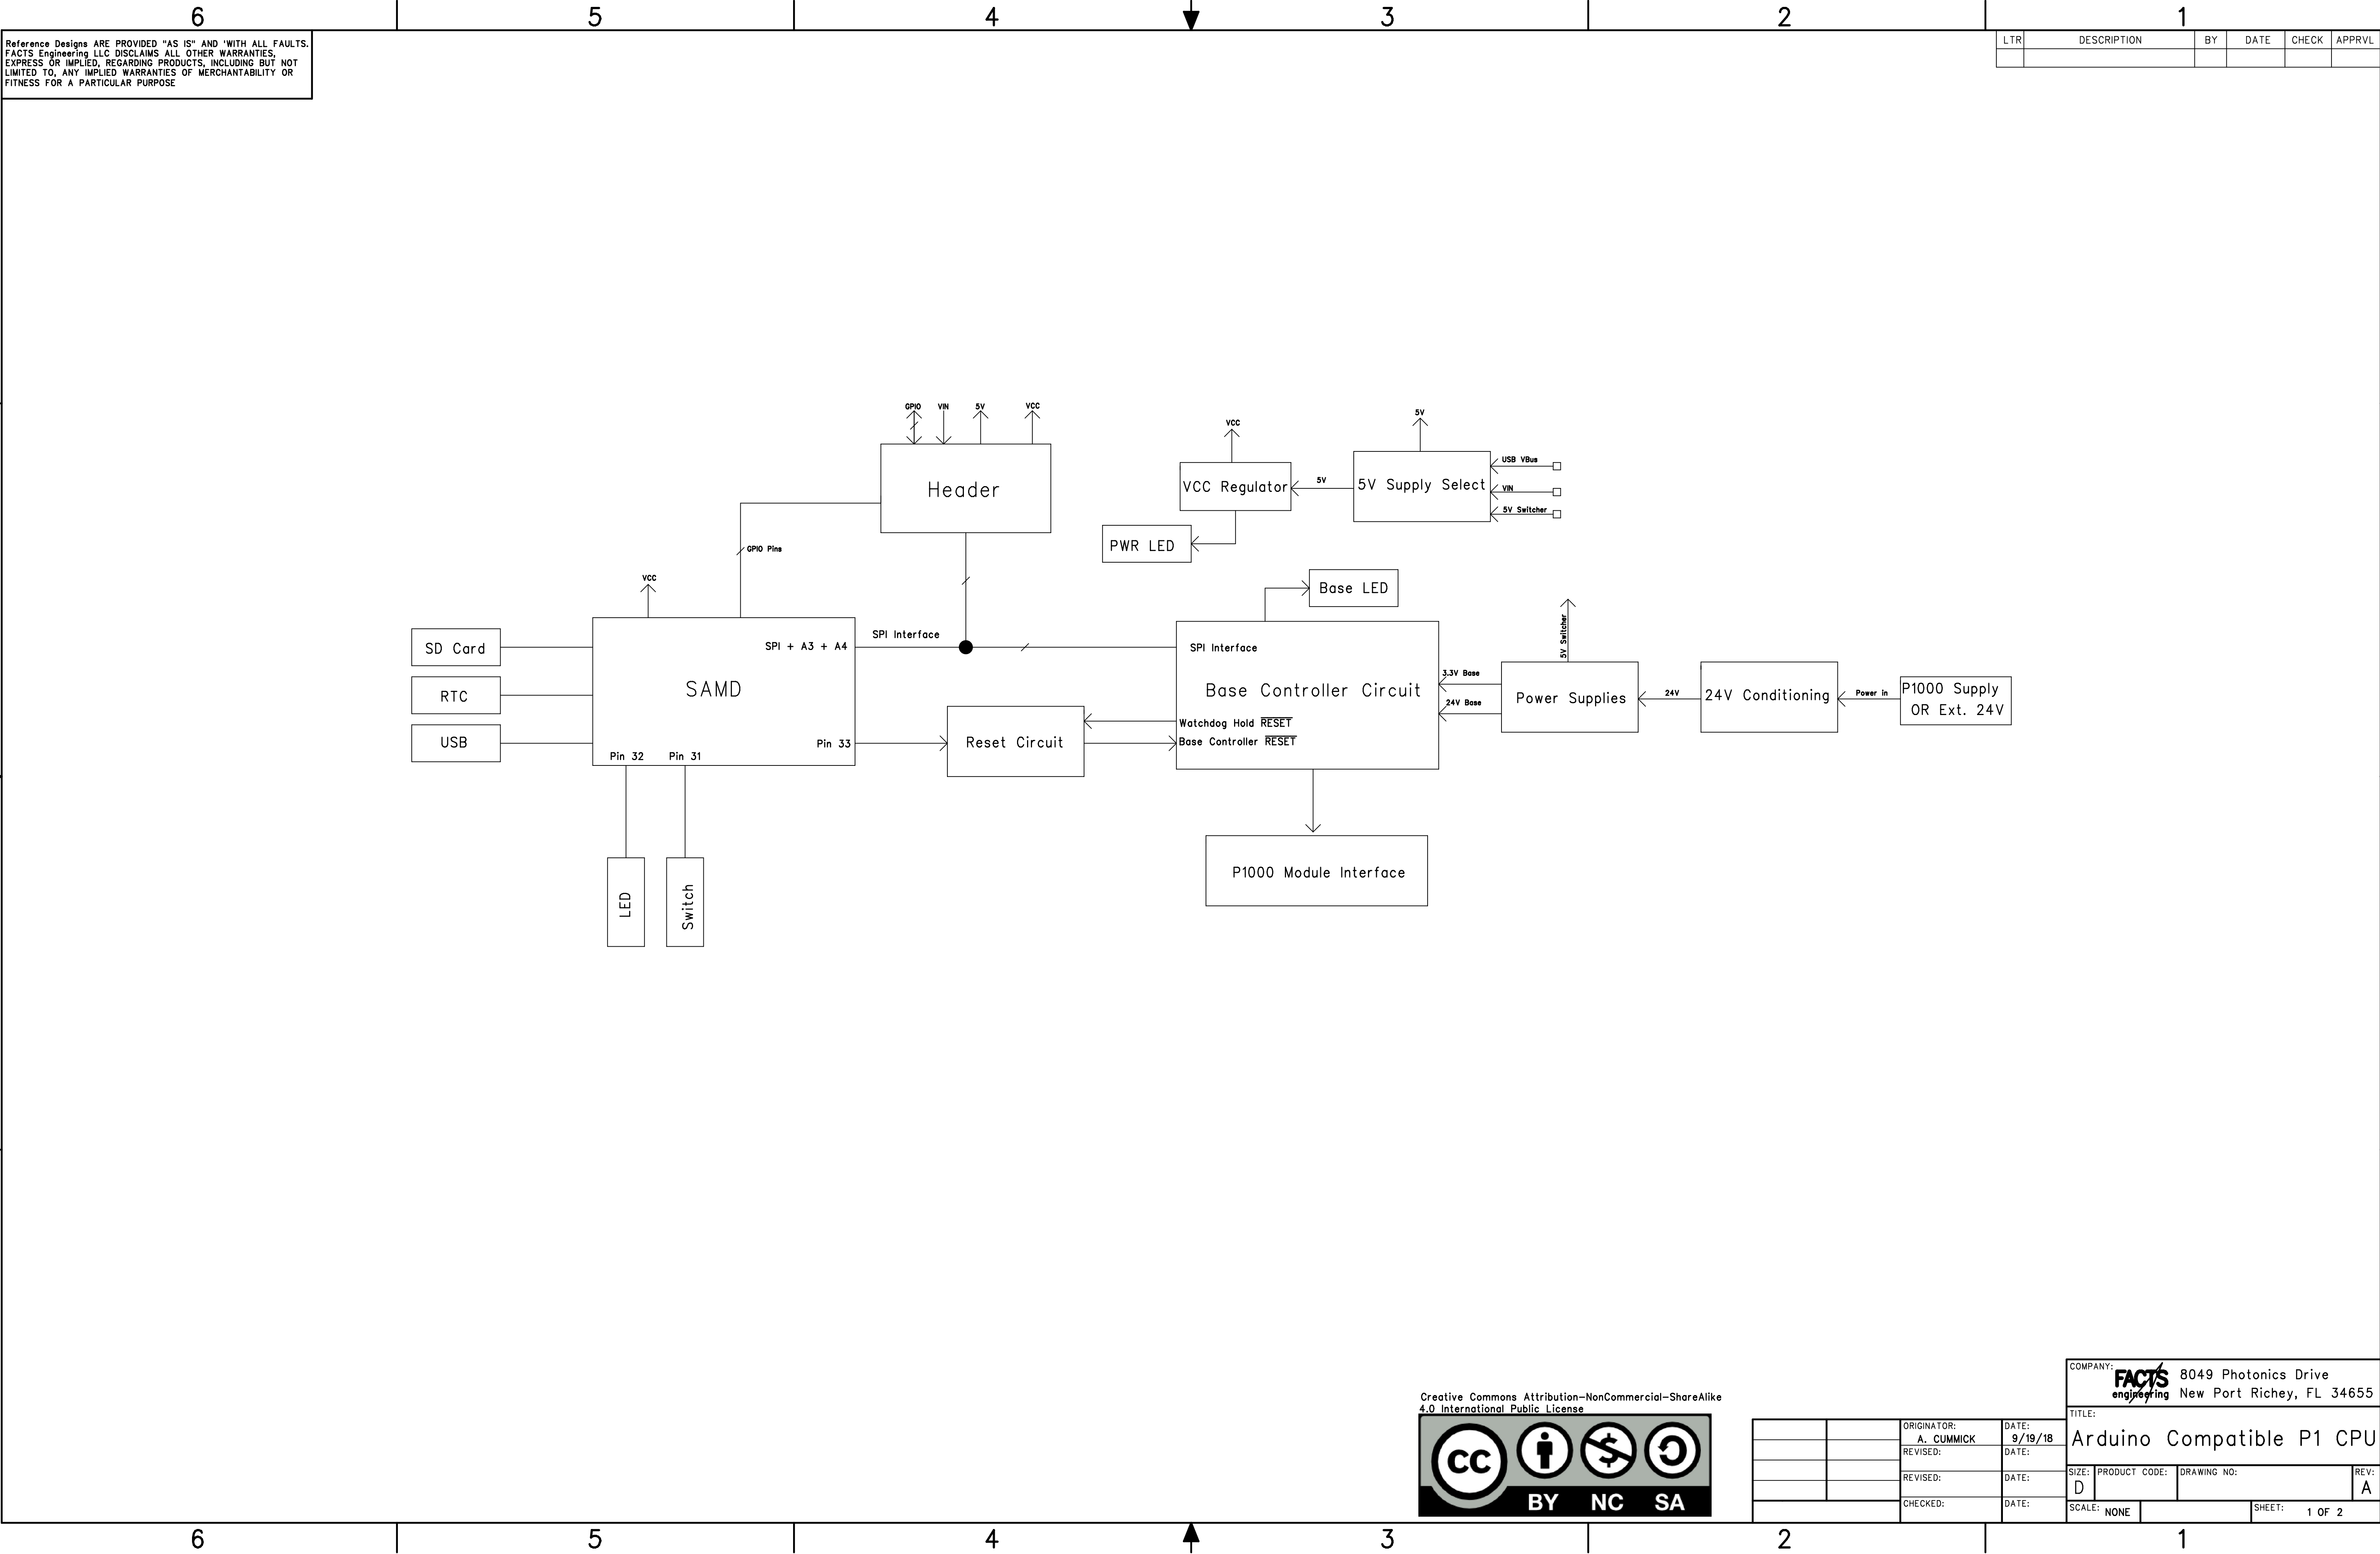 6 5 4 3 2 1
Reference Designs ARE PROVIDED "AS IS" AND 'WITH ALL FAULTS.
FACTS Engineering LLC DISCLAIMS ALL OTHER WARRANTIES,
EXPRESS OR IMPLIED, REGARDING PRODUCTS, INCLUDING BUT NOT
LIMITED TO, ANY IMPLIED WARRANTIES OF MERCHANTABILITY OR
FITNESS FOR A PARTICULAR PURPOSE
LTR DESCRIPTION BY DATE CHECK APPRVL
GPIO VIN 5V VCC
Header
GPIO Pins
VCC
VCC Regulator
5V
PWR LED
5V
5V Supply Select
USB VBus
VIN
5V Switcher
Base LED
VCC
SD Card
RTC
USB
SAMD
SPI + A3 + A4
Pin 33
Pin 32 Pin 31
LED
Switch
SPI Interface
Reset Circuit
SPI Interface
Base Controller Circuit
Watchdog Hold RESET
Base Controller RESET
3.3V Base
24V Base
5V Switcher
Power Supplies
24V
24V Conditioning
Power in
P1000 Supply
OR Ext. 24V
P1000 Module Interface
Creative Commons Attribution-NonCommercial-ShareAlike
4.0 International Public License
cc
BY NC SA
ORIGINATOR: DATE:
A. CUMMICK 9/19/18
REVISED: DATE:
REVISED: DATE:
CHECKED: DATE:
COMPANY:
FACTS
engineering
8049 Photonics Drive
New Port Richey, FL 34655
TITLE:
Arduino Compatible P1 CPU
SIZE: PRODUCT CODE: DRAWING NO: REV:
D A
SCALE: NONE SHEET: 1 OF 2
6 5 4 3 2 1